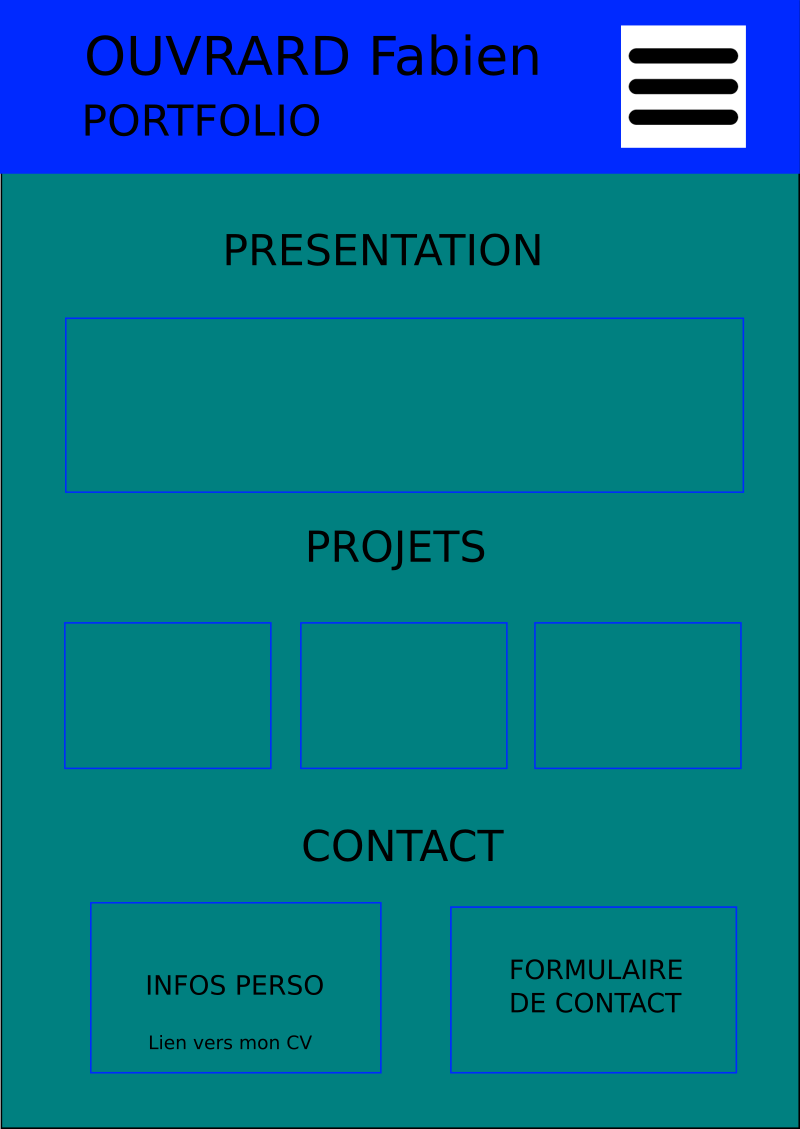 OUVRARD Fabien
PORTFOLIO
PRESENTATION
PROJETS
CONTACT
INFOS PERSO
Lien vers mon CV
FORMULAIRE
DE CONTACT